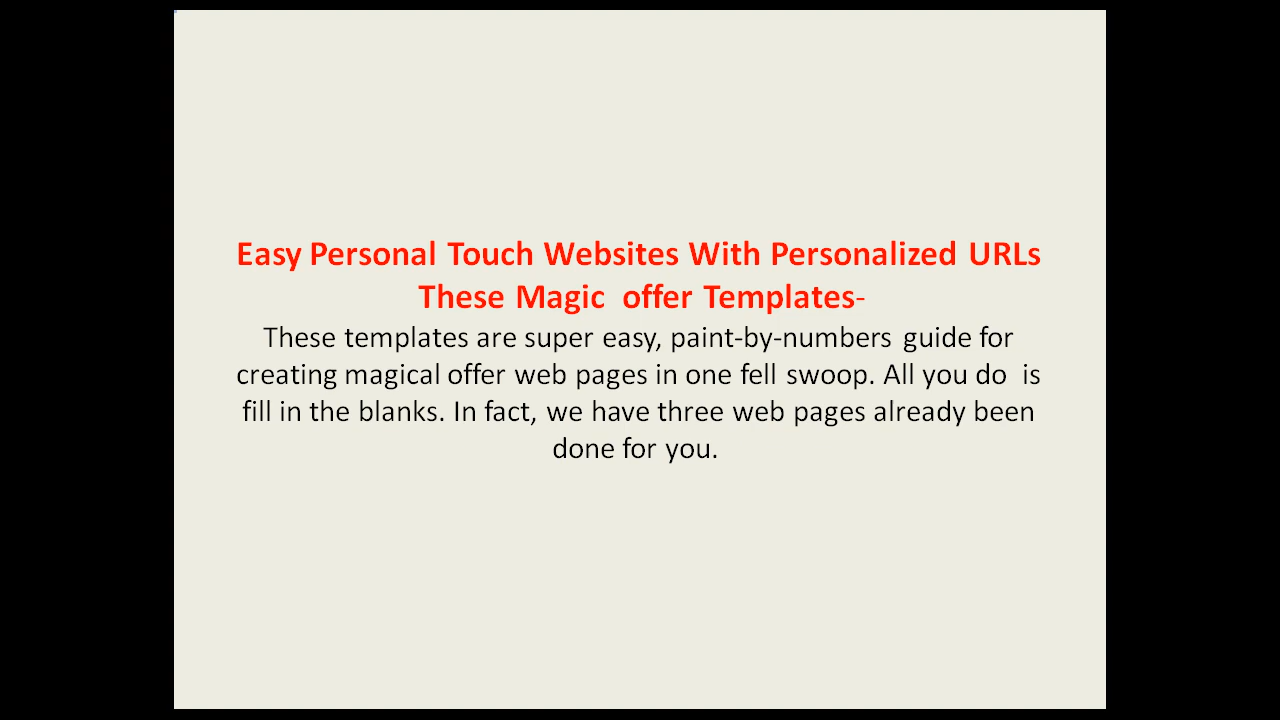 Easy Personal Touch Websites With Personalized URLs
These Magic offer Templates-
These templates are super easy, paint-by-numbers guide for
creating magical offer web pages in one fell swoop. All you do is
fill in the blanks. In fact, we have three web pages already been
done for you.